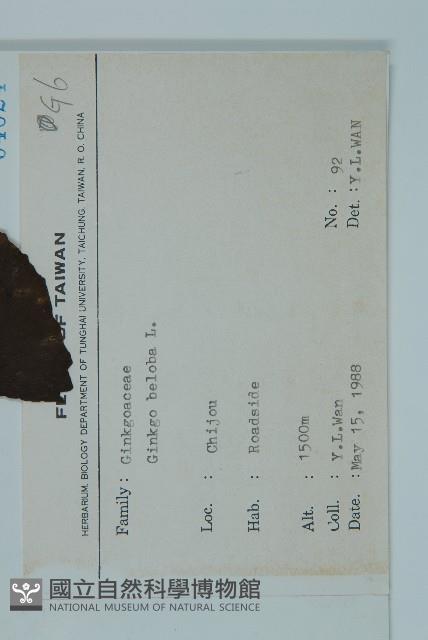 G6
OF TAIWAN
HERBARIUM, BIOLOGY DEPARTMENT OF TUNGHAI UNIVERSITY, TAICHUNG, TAIWAN, R. O. CHINA
Family: Ginkgoaceae
Ginkgo beloba L.
Loc. : Chijou
Hab. : Roadside
Alt. : 1500m
Coll. : Y.L.Wan No. : 92
Date. : May 15, 1988 Det. : Y.L.WAN
國立自然科學博物館
NATIONAL MUSEUM OF NATURAL SCIENCE